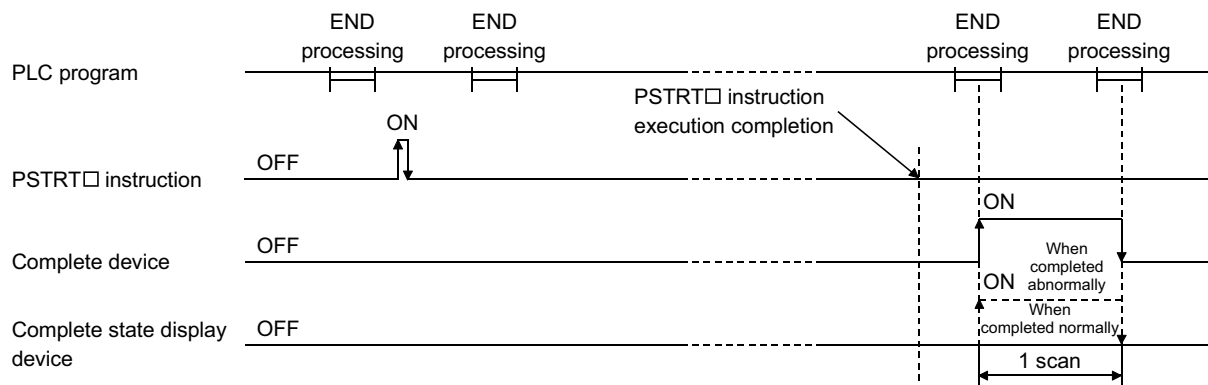 END
processing
END
processing
END
processing
END
processing
PLC program
PSTRT□ instruction
execution completion
ON
OFF
PSTRT□ instruction
ON
OFF
Complete device
When
completed
abnormally
ON
When
completed normally
OFF
Complete state display
device
1 scan